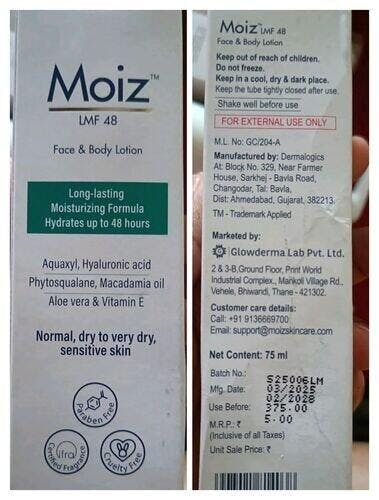 Moiz™
LMF 48
Face & Body Lotion
Long-lasting
Moisturizing Formula
Hydrates up to 48 hours
Aquaxyl, Hyaluronic acid
Phytosqualane, Macadamia oil
Aloe vera & Vitamin E
Normal, dry to very dry,
sensitive skin
Paraben Free
ifra
Certified Fragrance
Cruelty Free
Moiz™ LMF 48
Face & Body Lotion
Keep out of reach of children.
Do not freeze.
Keep in a cool, dry & dark place.
Keep the tube tightly closed after use.
Shake well before use
FOR EXTERNAL USE ONLY
M.L. No: GC/204-A
Manufactured by: Dermalogics
At: Block No. 329, Near Farmer
House, Sarkhej - Bavla Road,
Changodar, Tal: Bavla,
Dist: Ahmedabad, Gujarat, 382213.
TM - Trademark Applied
Marketed by:
Glowderma Lab Pvt. Ltd.
2 & 3-B,Ground Floor, Print World
Industrial Complex., Mankoli Village Rd.,
Vehele, Bhiwandi, Thane - 421302.
Customer care details:
Call: +91 9136669700
Email: support@moizskincare.com
Net Content: 75 ml
Batch No.: S25006LM
Mfg. Date: 03/2025
Use Before: 02/2028
M.R.P.: ₹ 375.00
(Inclusive of all Taxes) 5.00
Unit Sale Price: ₹